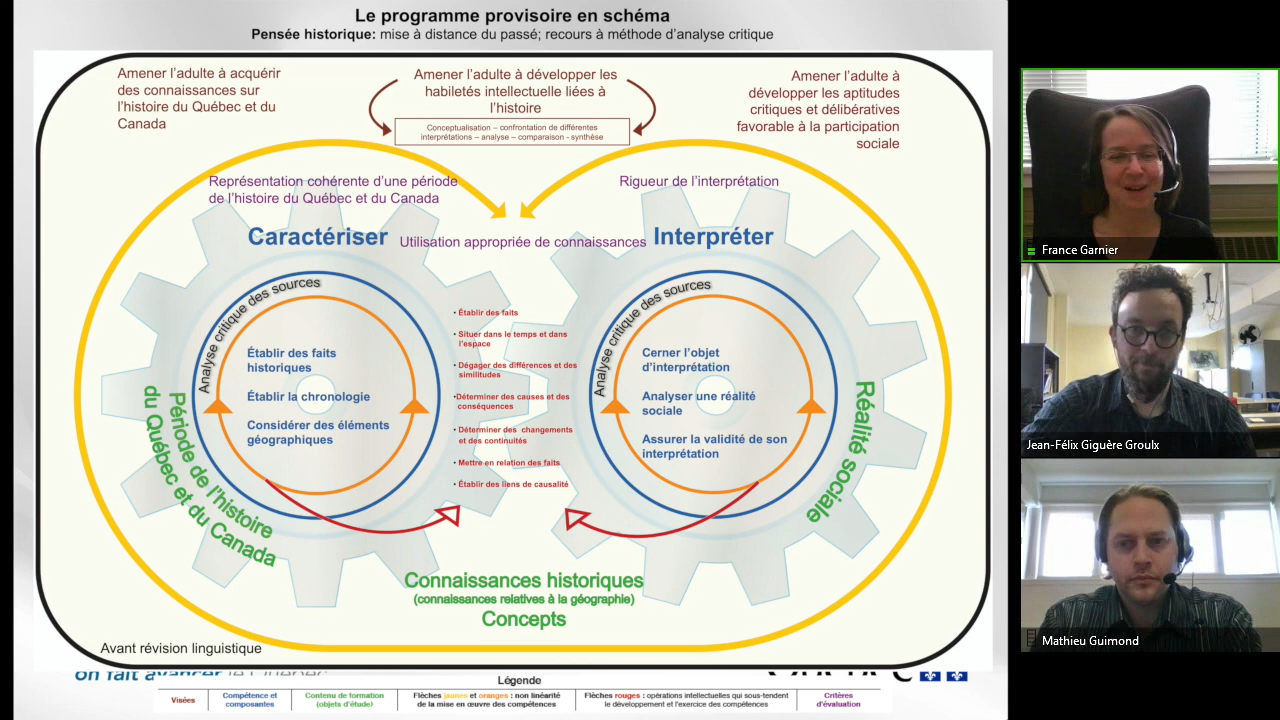 Le programme provisoire en schéma
Pensée historique: mise à distance du passé; recours à méthode d'analyse critique
Amener l'adulte à acquérir
des connaissances sur
l'histoire du Québec et du
Canada
Amener l'adulte à développer les
habiletés intellectuelle liées à
l'histoire
Conceptualisation – confrontation de différentes
interprétations – analyse – comparaison - synthèse
Amener l'adulte à
développer les aptitudes
critiques et délibératives
favorable à la participation
sociale
Représentation cohérente d'une période
de l'histoire du Québec et du Canada
Rigueur de l'interprétation
Caractériser
Utilisation appropriée de connaissances
Interpréter
Analyse critique des sources
Établir des faits
historiques
Établir la chronologie
Considérer des éléments
géographiques
Période de l'histoire
du Québec et du Canada
• Établir des faits
• Situer dans le temps et dans
l'espace
• Dégager des différences et des
similitudes
•Déterminer des causes et des
conséquences
• Déterminer des changements
et des continuités
• Mettre en relation des faits
• Établir des liens de causalité
Analyse critique des sources
Cerner l'objet
d'interprétation
Analyser une réalité
sociale
Assurer la validité de son
interprétation
Réalité sociale
Connaissances historiques
(connaissances relatives à la géographie)
Concepts
Avant révision linguistique
on fait avancer le Québec
Légende
Visées
Compétence et
composantes
Contenu de formation
(objets d'étude)
Flèches jaunes et oranges : non linéarité
de la mise en œuvre des compétences
Flèches rouges : opérations intellectuelles qui sous-tendent
le développement et l'exercice des compétences
Critères
d'évaluation
France Garnier
Jean-Félix Giguère Groulx
Mathieu Guimond